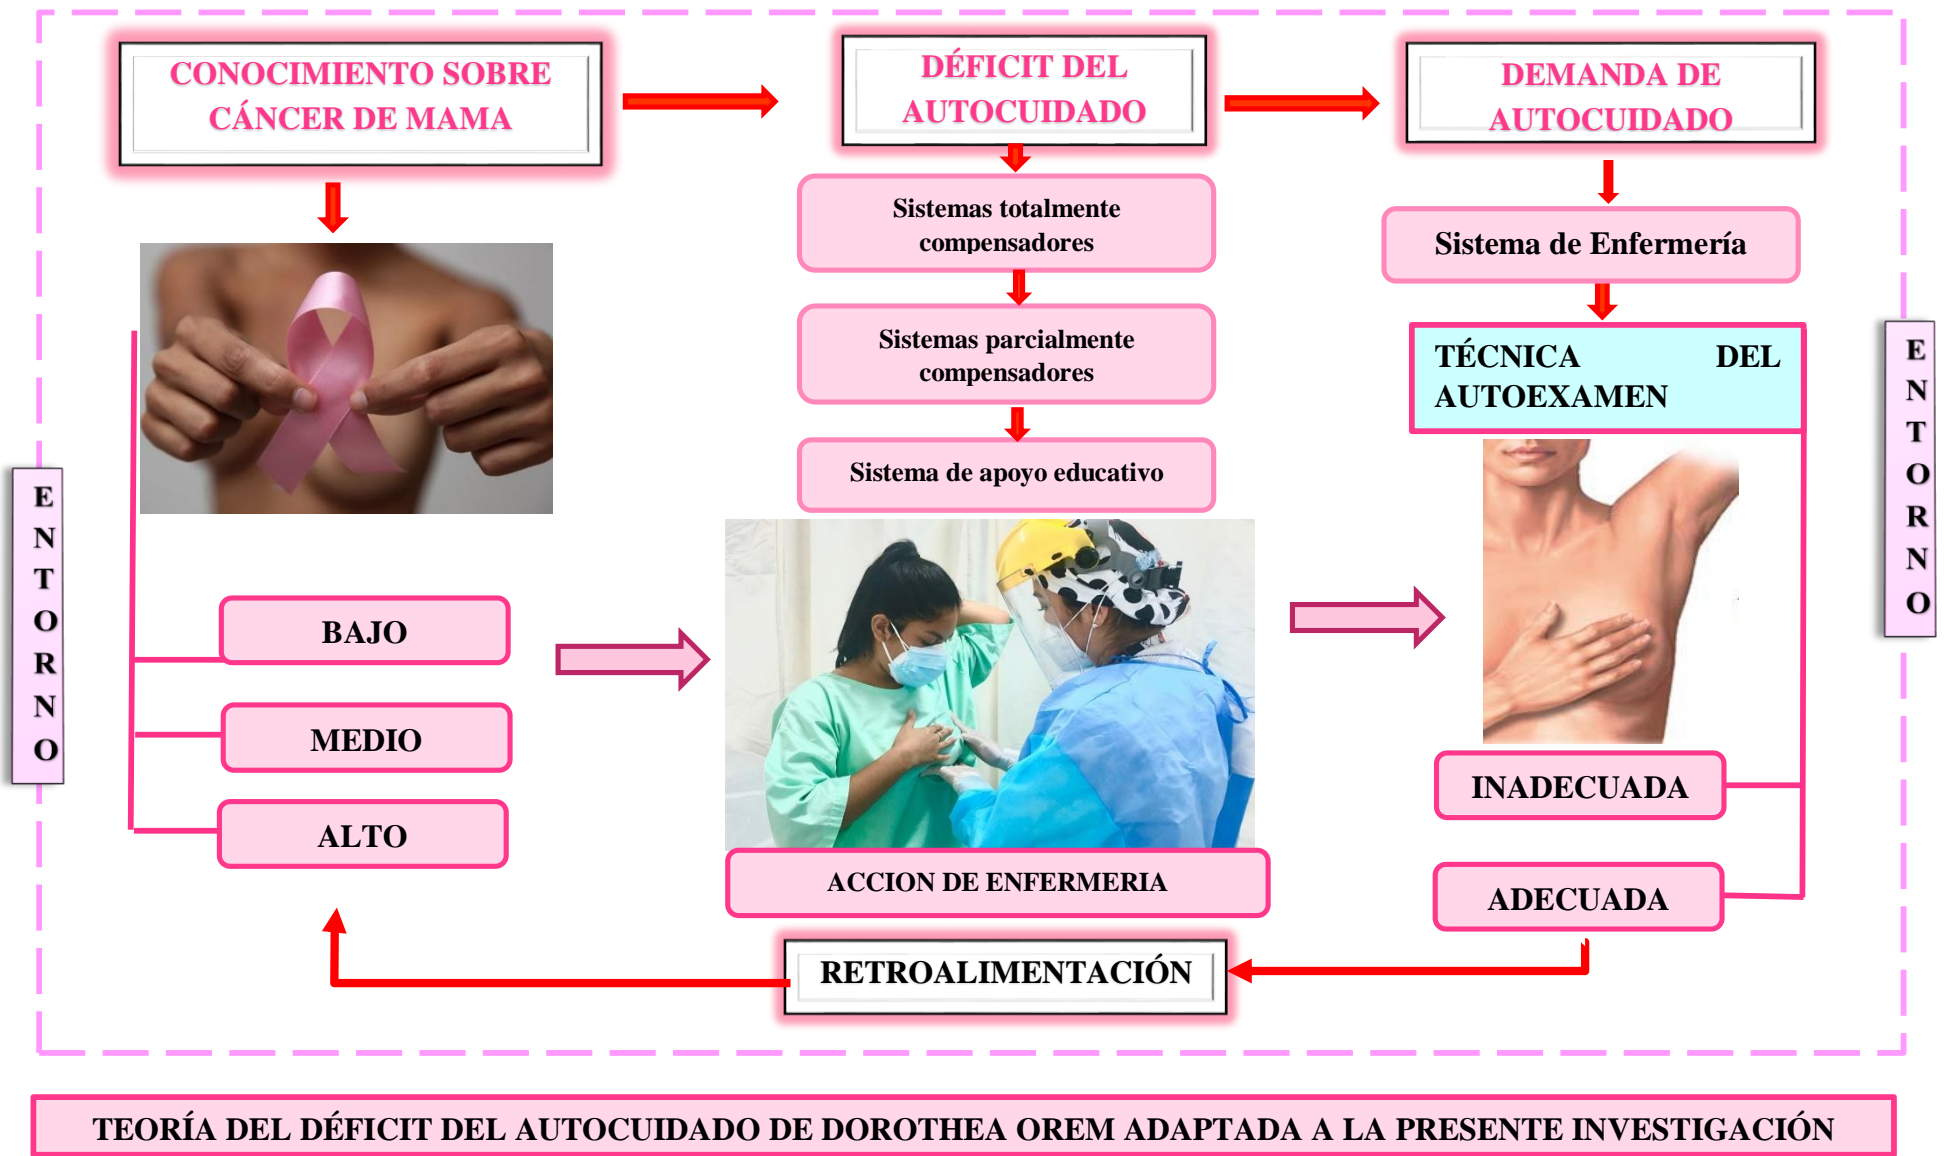 CONOCIMIENTO SOBRE
CÁNCER DE MAMA
DÉFICIT DEL
AUTOCUIDADO
DEMANDA DE
AUTOCUIDADO
Sistemas totalmente
compensadores
Sistemas parcialmente
compensadores
Sistema de apoyo educativo
Sistema de Enfermería
TÉCNICA DEL
AUTOEXAMEN
ENTORNO
BAJO
MEDIO
ALTO
ACCION DE ENFERMERIA
INADECUADA
ADECUADA
ENTORNO
RETROALIMENTACIÓN
TEORÍA DEL DÉFICIT DEL AUTOCUIDADO DE DOROTHEA OREM ADAPTADA A LA PRESENTE INVESTIGACIÓN